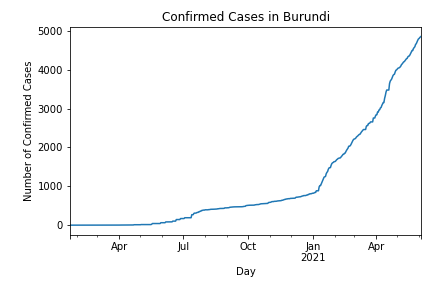 Confirmed Cases in Burundi
Number of Confirmed Cases
5000
4000
3000
2000
1000
0
Apr
Jul
Oct
Jan
2021
Apr
Day